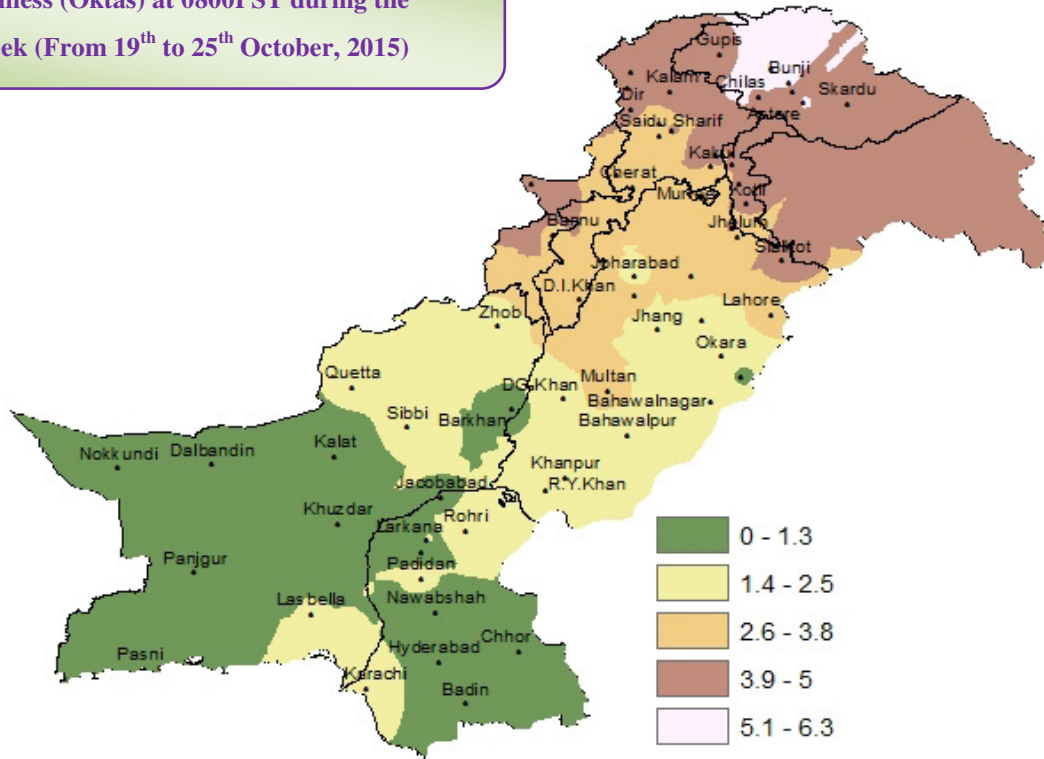 (Oktas) at 0800PST during the
(From 19th to 25th October, 2015)
Gupis
Bunji
Kalam
Chilas
Skardu
Dir
Astore
Saidu Sharif
Kakul
Cherat
Kotli
Bannu
Jhelum
Sialkot
Joharabad
D.I.Khan
Lahore
Zhob
Jhang
Okara
Quetta
Multan
DG.Khan
Bahawalnagar
Sibbi
Barkhan
Bahawalpur
Kalat
Nokkundi
Dalbandin
Khanpur
Jacobabad
R.Y.Khan
Khuzdar
Rohri
Larkana
0 - 1.3
Panjgur
Padidan
1.4 - 2.5
Lasbella
Nawabshah
2.6 - 3.8
Chhor
Hyderabad
Pasni
3.9 - 5
Karachi
Badin
5.1 - 6.3